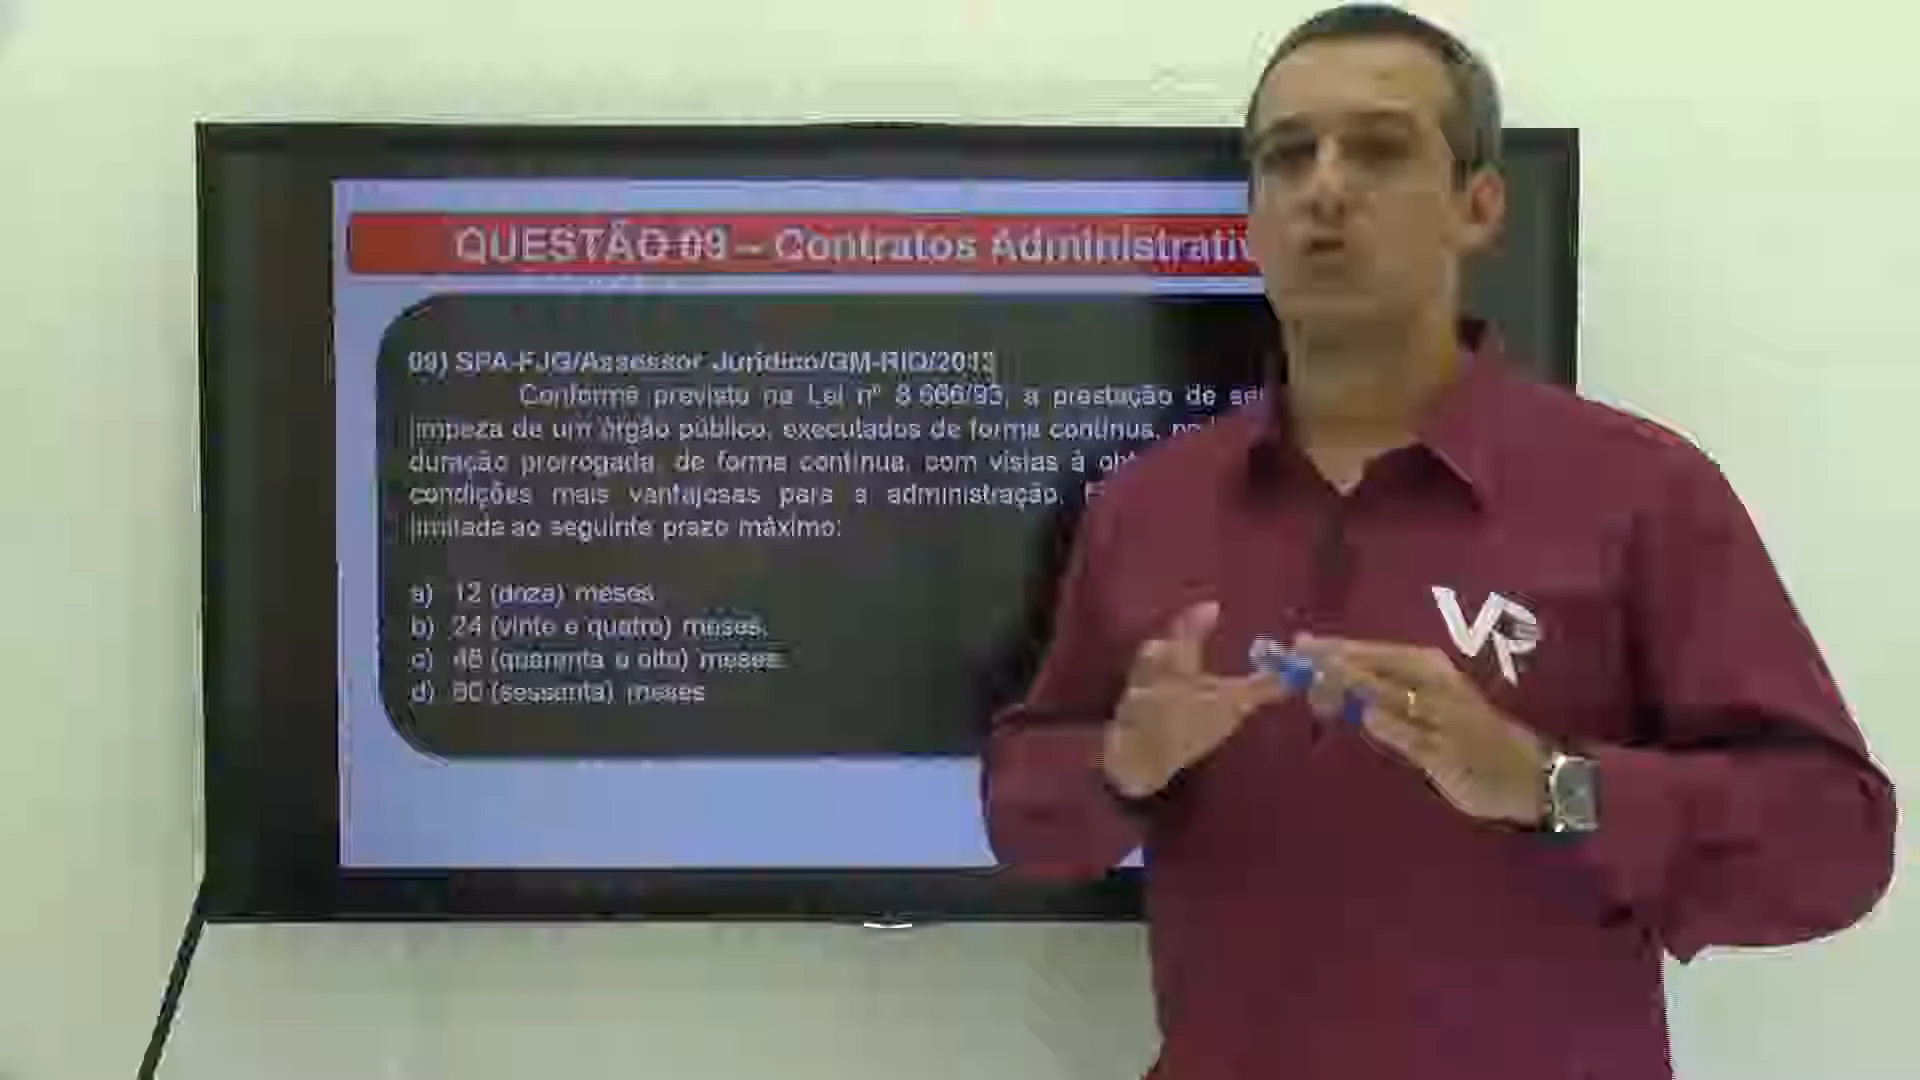 QUESTÃO 09 – Contratos Administrativ
09) SPA-FJG/Assessor Jurídico/GM-RIO/2013
Conforme previsto na Lei nº 8.666/93, a prestação de se
limpeza de um órgão público, executados de forma contínua,
duração prorrogada, de forma contínua, com vistas à
condições mais vantajosas para a administração.
limitada ao seguinte prazo máximo:
a) 12 (doze) meses
b) 24 (vinte e quatro) meses.
c) 48 (quarenta e oito) meses
d) 60 (sessenta) meses
VP